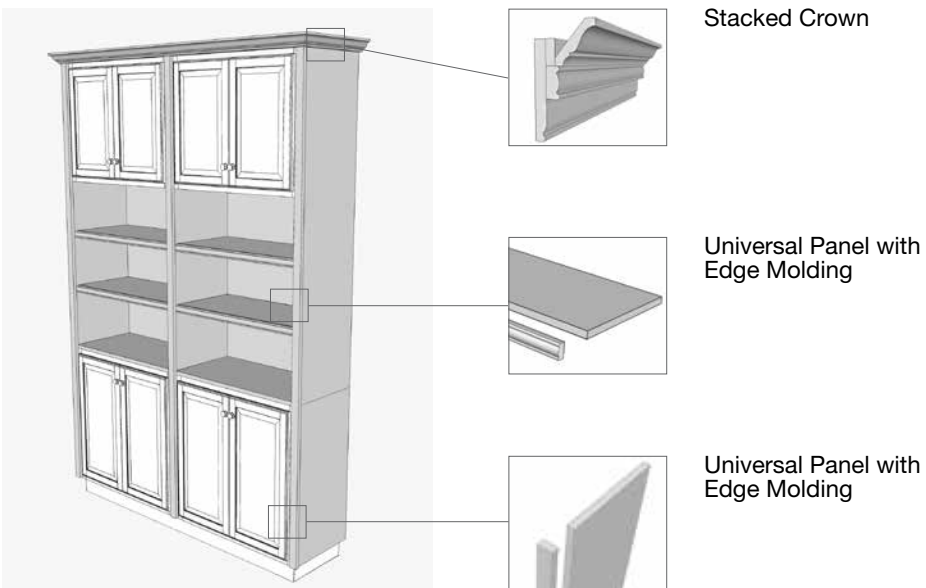 Stacked Crown
Universal Panel with
Edge Molding
Universal Panel with
Edge Molding